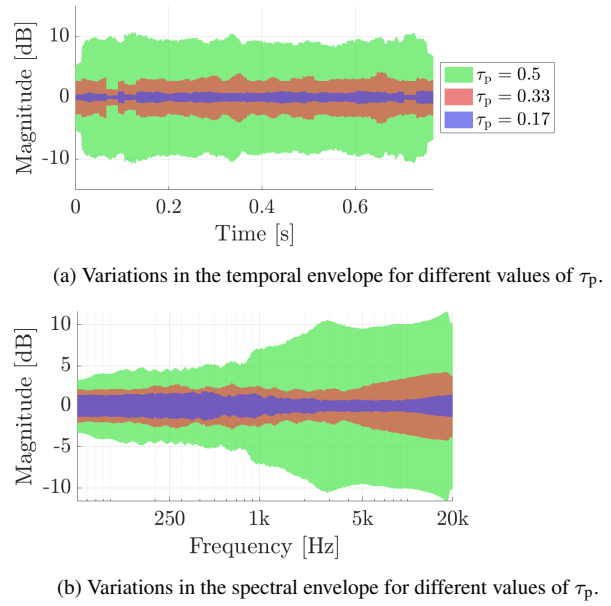 Magnitude [dB]
10
0
-10
0
0.2
0.4
0.6
Time [s]
τp = 0.5
τp = 0.33
τp = 0.17
(a) Variations in the temporal envelope for different values of τp.
Magnitude [dB]
10
5
0
-5
-10
250
1k
5k
20k
Frequency [Hz]
(b) Variations in the spectral envelope for different values of τp.